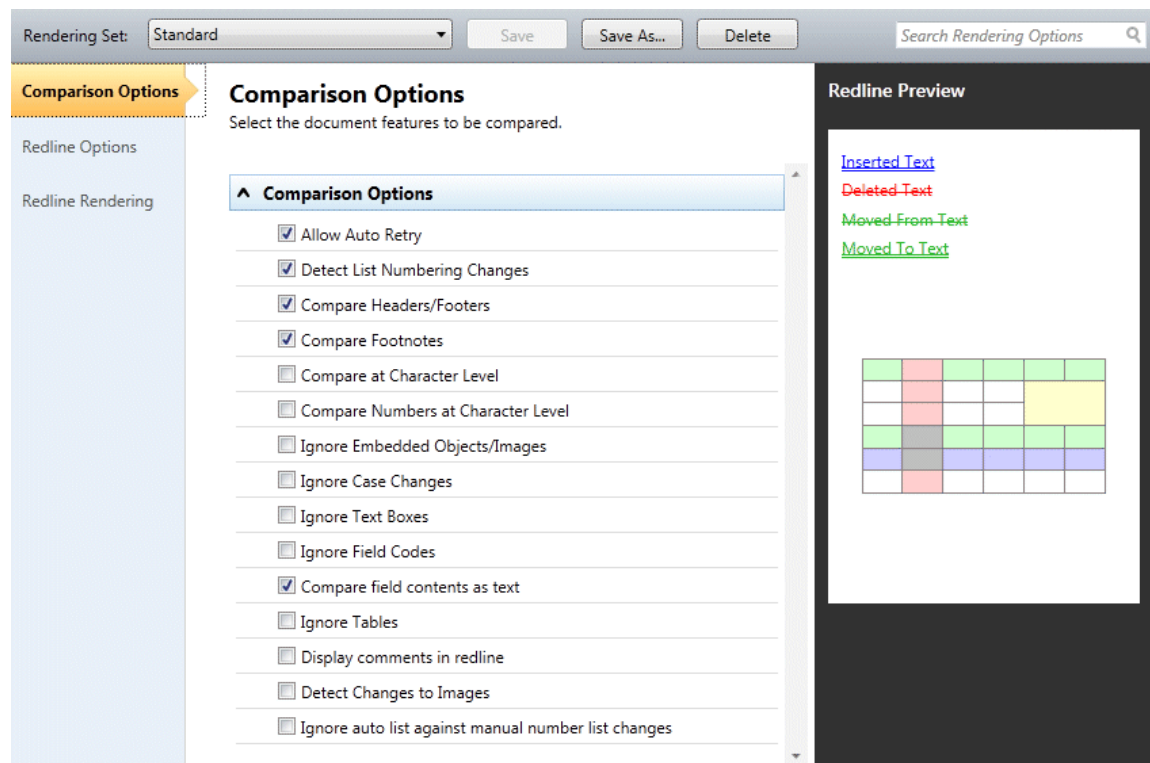 Rendering Set: Standard Save Save As... Delete Search Rendering Options
Comparison Options
Redline Options
Redline Rendering
Comparison Options
Select the document features to be compared.
Comparison Options
Allow Auto Retry
Detect List Numbering Changes
Compare Headers/Footers
Compare Footnotes
Compare at Character Level
Compare Numbers at Character Level
Ignore Embedded Objects/Images
Ignore Case Changes
Ignore Text Boxes
Ignore Field Codes
Compare field contents as text
Ignore Tables
Display comments in redline
Detect Changes to Images
Ignore auto list against manual number list changes
Redline Preview
Inserted Text
Deleted Text
Moved From Text
Moved To Text